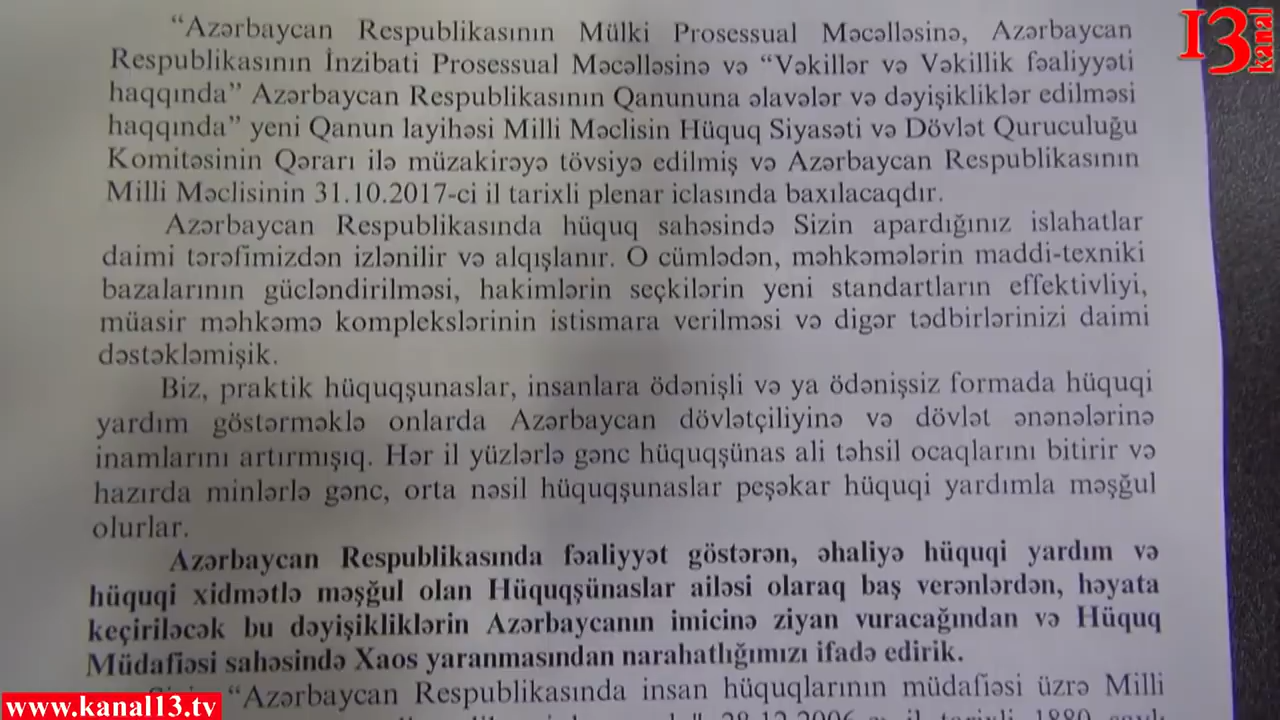 13
kanal
“Azərbaycan Respublikasının Mülki Prosessual Məcəlləsinə, Azərbaycan
Respublikasının İnzibati Prosessual Məcəlləsinə və “Vəkillər və Vəkillik fəaliyyəti
haqqında” Azərbaycan Respublikasının Qanununa əlavələr və dəyişikliklər edilməsi
haqqında” yeni Qanun layihəsi Milli Məclisin Hüquq Siyasəti və Dövlət Quruculuğu
Komitəsinin Qərarı ilə müzakirəyə tövsiyə edilmiş və Azərbaycan Respublikasının
Milli Məclisinin 31.10.2017-ci il tarixli plenar iclasında baxılacaqdır.
Azərbaycan Respublikasında hüquq sahəsində Sizin apardığınız islahatlar
daimi tərəfimizdən izlənilir və alqışlanır. O cümlədən, məhkəmələrin maddi-texniki
bazalarının gücləndirilməsi, hakimlərin seçkilərin yeni standartların effektivliyi,
müasir məhkəmə komplekslərinin istismara verilməsi və digər tədbirlərinizi daimi
dəstəkləmişik.
Biz, praktik hüquqşunaslar, insanlara ödənişli və ya ödənişsiz formada hüquqi
yardım göstərməklə onlarda Azərbaycan dövlətçiliyinə və dövlət ənənələrinə
inamlarını artırmışıq. Hər il yüzlərlə gənc hüquqşünas ali təhsil ocaqlarını bitirir və
hazırda minlərlə gənc, orta nəsil hüquqşunaslar peşəkar hüquqi yardımla məşğul
olurlar.
Azərbaycan Respublikasında fəaliyyət göstərən, əhaliyə hüquqi yardım və
hüquqi xidmətlə məşğul olan Hüquqşünaslar ailəsi olaraq baş verənlərdən, həyata
keçiriləcək bu dəyişikliklərin Azərbaycanın imicinə ziyan vuracağından və Hüquq
Müdafiəsi sahəsində Xaos yaranmasından narahatlığımızı ifadə edirik.
“Azərbaycan Respublikasında insan hüquqlarının müdafiəsi üzrə Milli
28.12.2006
www.kanal13.tv